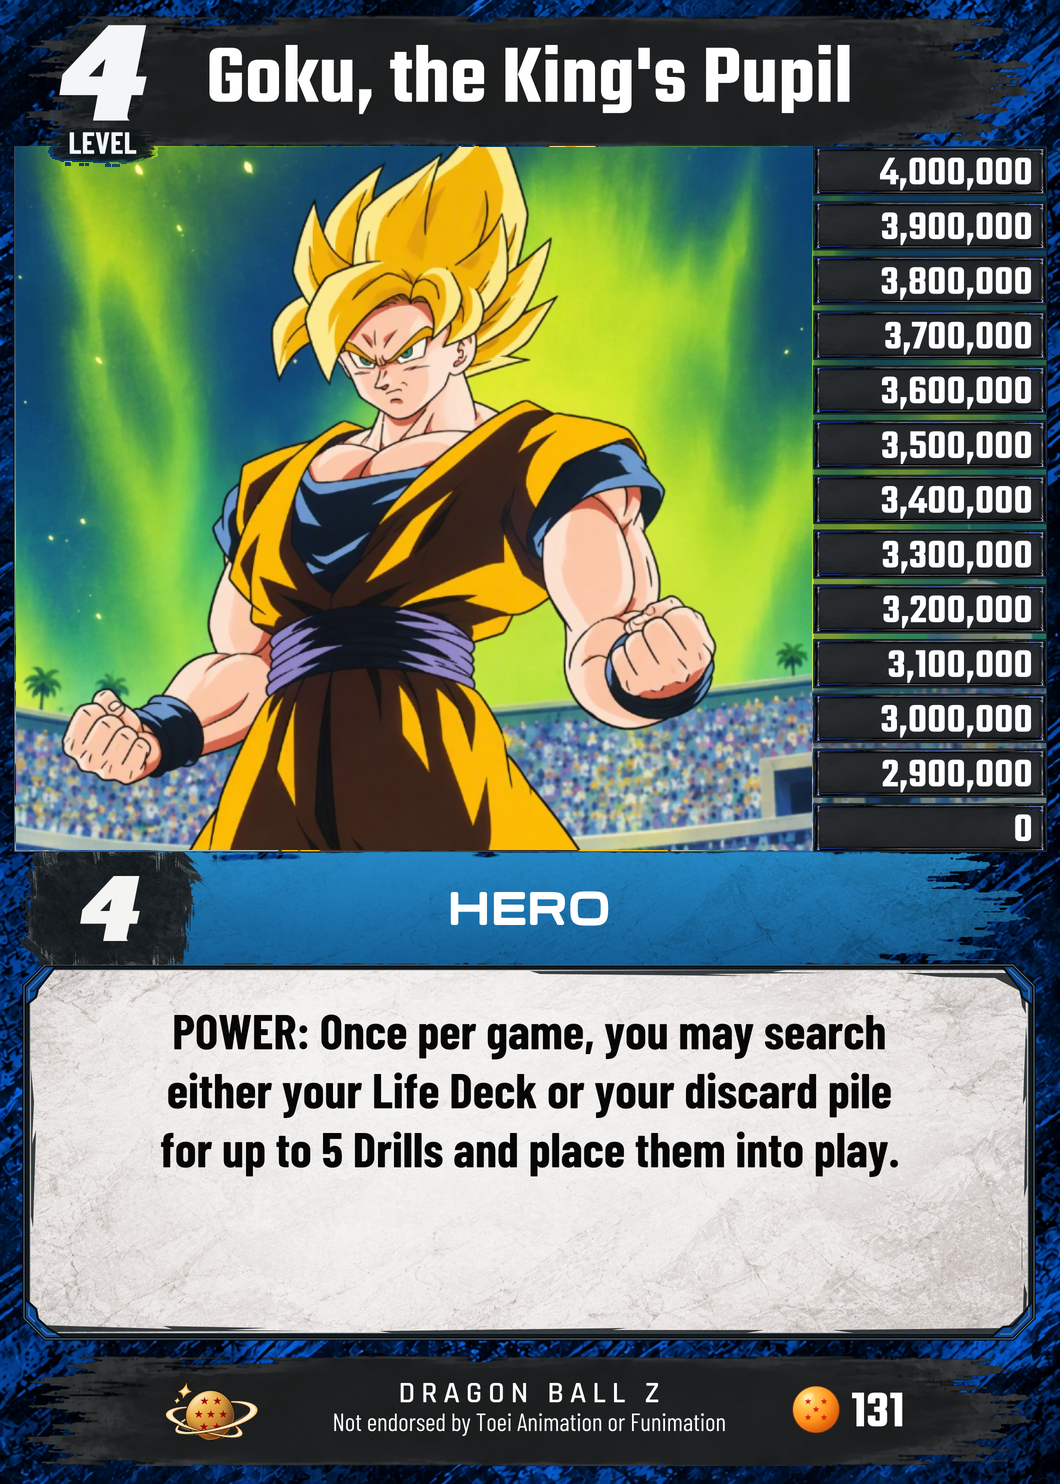 4
LEVEL
Goku, the King's Pupil
4,000,000
3,900,000
3,800,000
3,700,000
3,600,000
3,500,000
3,400,000
3,300,000
3,200,000
3,100,000
3,000,000
2,900,000
0
4
HERO
POWER: Once per game, you may search
either your Life Deck or your discard pile
for up to 5 Drills and place them into play.
DRAGON BALL Z
Not endorsed by Toei Animation or Funimation
131